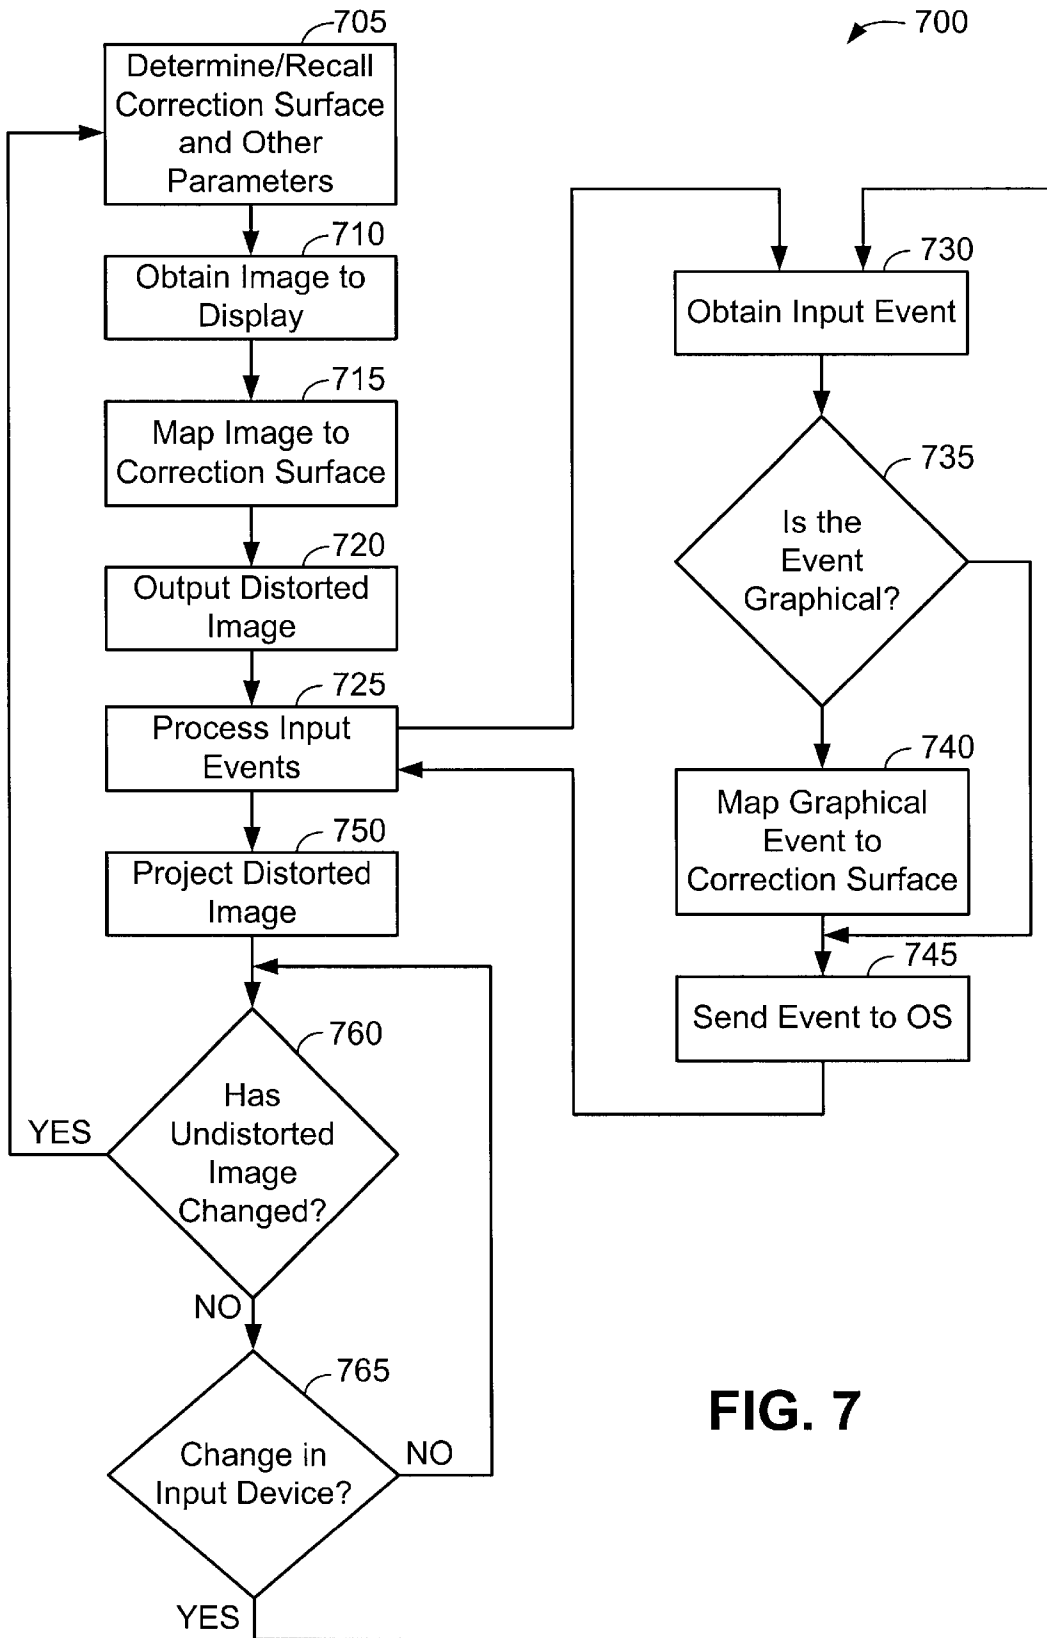 700
705
Determine/Recall
Correction Surface
and Other
Parameters
710
Obtain Image to
Display
715
Map Image to
Correction Surface
720
Output Distorted
Image
725
Process Input
Events
750
Project Distorted
Image
760
Has
Undistorted
Image
Changed?
YES
NO
765
Change in
Input Device?
NO
YES
730
Obtain Input Event
735
Is the
Event
Graphical?
740
Map Graphical
Event to
Correction Surface
745
Send Event to OS
FIG. 7